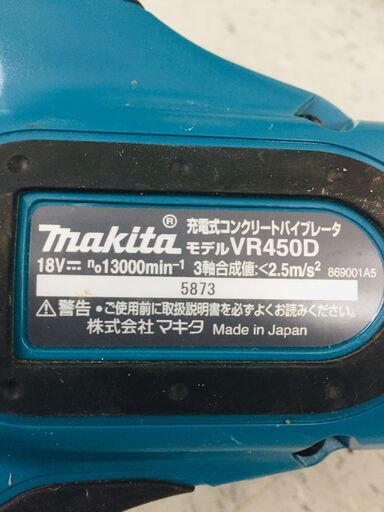 makita® 充電式コンクリートバイブレータ
モデルVR450D
18V⎓ n₀13000min⁻¹ 3軸合成値:<2.5m/s² 869001A5
5873
⚠警告・ご使用前に取扱説明書を必ずよくお読みください。
株式会社マキタ Made in Japan